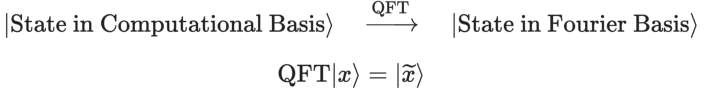 |State in Computational Basis⟩ QFT⟶ |State in Fourier Basis⟩
QFT|x⟩ = |x̃⟩